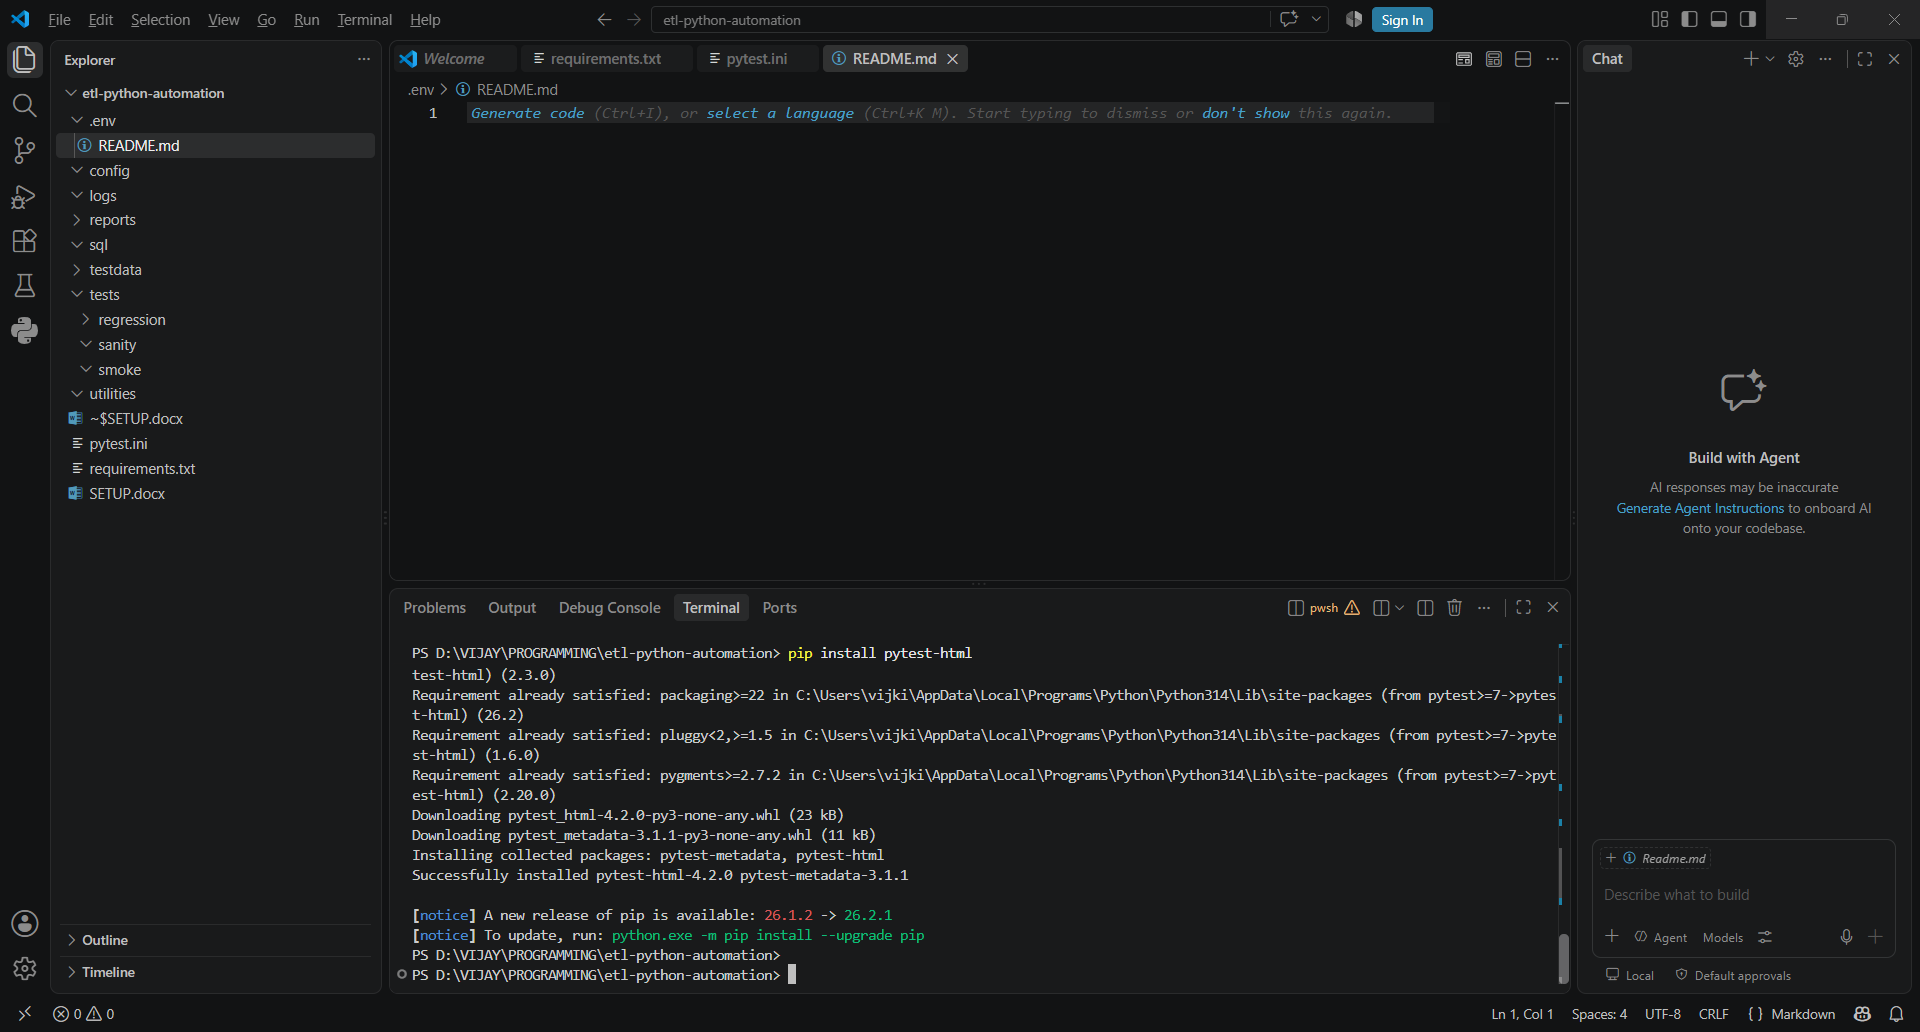 File Edit Selection View Go Run Terminal Help
etl-python-automation
Sign In
Explorer
etl-python-automation
.env
README.md
config
logs
reports
sql
testdata
tests
regression
sanity
smoke
utilities
~$SETUP.docx
pytest.ini
requirements.txt
SETUP.docx
Outline
Timeline
Welcome requirements.txt pytest.ini README.md
.env > README.md
1 Generate code (Ctrl+I), or select a language (Ctrl+K M). Start typing to dismiss or don't show this again.
Problems Output Debug Console Terminal Ports
pwsh
PS D:\VIJAY\PROGRAMMING\etl-python-automation> pip install pytest-html
test-html) (2.3.0)
Requirement already satisfied: packaging>=22 in C:\Users\vijki\AppData\Local\Programs\Python\Python314\Lib\site-packages (from pytest>=7->pytes
t-html) (26.2)
Requirement already satisfied: pluggy<2,>=1.5 in C:\Users\vijki\AppData\Local\Programs\Python\Python314\Lib\site-packages (from pytest>=7->pyte
st-html) (1.6.0)
Requirement already satisfied: pygments>=2.7.2 in C:\Users\vijki\AppData\Local\Programs\Python\Python314\Lib\site-packages (from pytest>=7->pyt
est-html) (2.20.0)
Downloading pytest_html-4.2.0-py3-none-any.whl (23 kB)
Downloading pytest_metadata-3.1.1-py3-none-any.whl (11 kB)
Installing collected packages: pytest-metadata, pytest-html
Successfully installed pytest-html-4.2.0 pytest-metadata-3.1.1
[notice] A new release of pip is available: 26.1.2 -> 26.2.1
[notice] To update, run: python.exe -m pip install --upgrade pip
PS D:\VIJAY\PROGRAMMING\etl-python-automation>
PS D:\VIJAY\PROGRAMMING\etl-python-automation>
Chat
Build with Agent
AI responses may be inaccurate
Generate Agent Instructions to onboard AI
onto your codebase.
Readme.md
Describe what to build
Agent Models
Local Default approvals
0 0
Ln 1, Col 1 Spaces: 4 UTF-8 CRLF {} Markdown